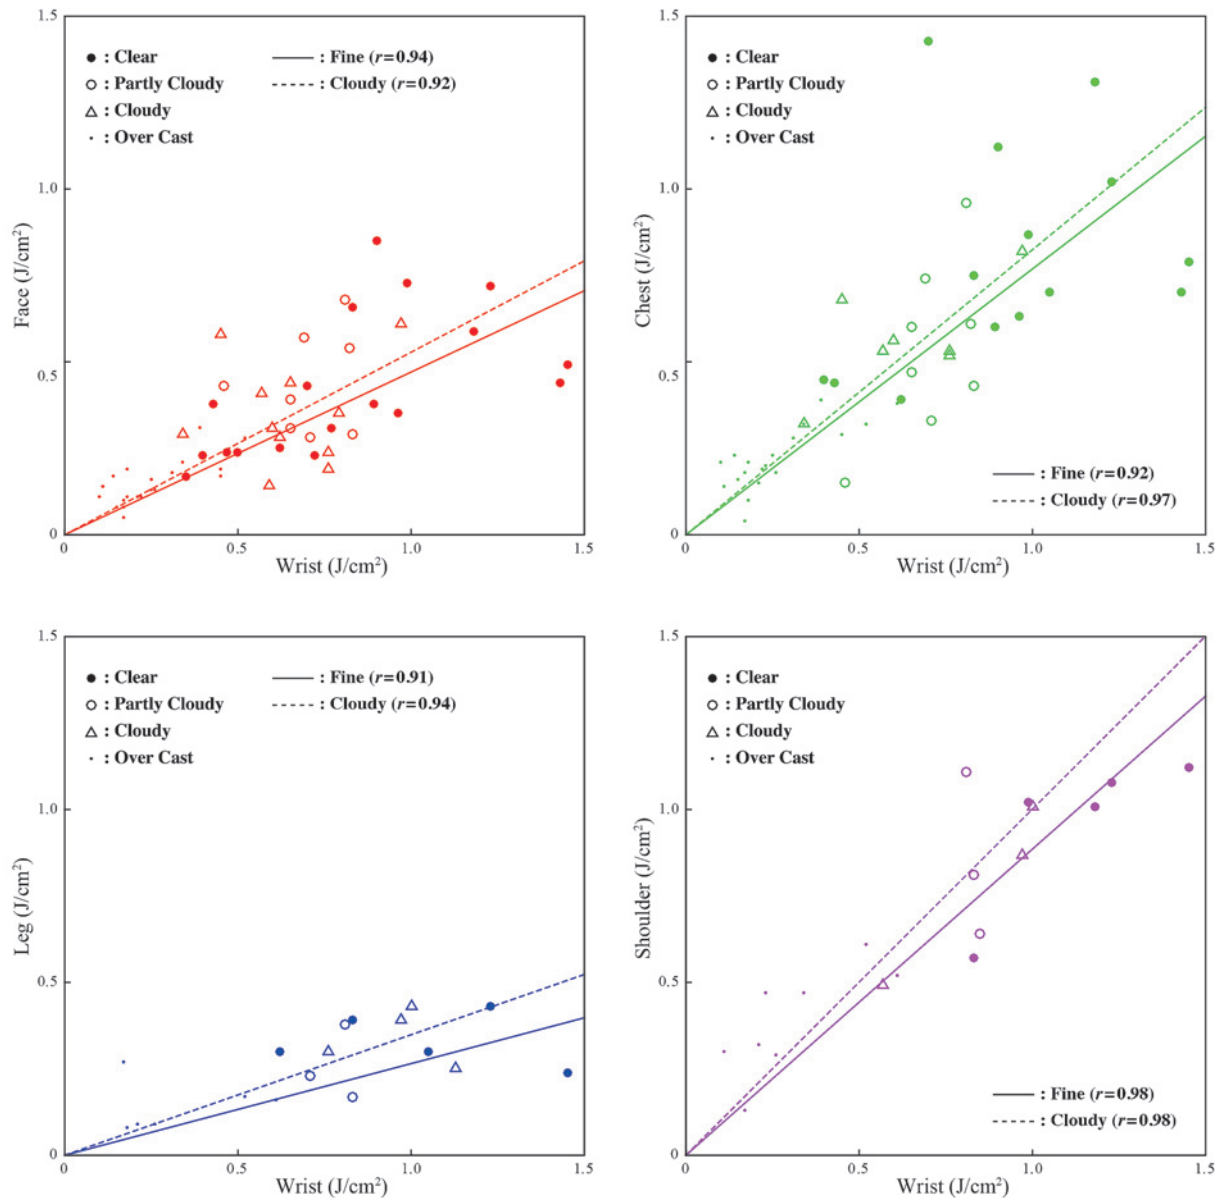 1.5
1.0
0.5
0
Face (J/cm²)
● : Clear
○ : Partly Cloudy
△ : Cloudy
· : Over Cast
: Fine (r=0.94)
: Cloudy (r=0.92)
0 0.5 1.0 1.5
Wrist (J/cm²)
1.5
1.0
0.5
0
Chest (J/cm²)
● : Clear
○ : Partly Cloudy
△ : Cloudy
· : Over Cast
: Fine (r=0.92)
: Cloudy (r=0.97)
0 0.5 1.0 1.5
Wrist (J/cm²)
1.5
1.0
0.5
0
Leg (J/cm²)
● : Clear
○ : Partly Cloudy
△ : Cloudy
· : Over Cast
: Fine (r=0.91)
: Cloudy (r=0.94)
0 0.5 1.0 1.5
Wrist (J/cm²)
1.5
1.0
0.5
0
Shoulder (J/cm²)
● : Clear
○ : Partly Cloudy
△ : Cloudy
· : Over Cast
: Fine (r=0.98)
: Cloudy (r=0.98)
0 0.5 1.0 1.5
Wrist (J/cm²)